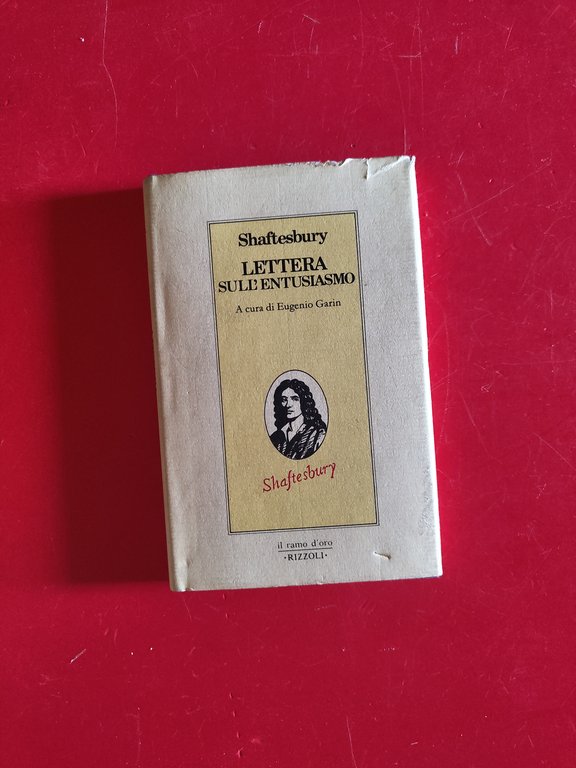 Shaftesbury
LETTERA
SULL'ENTUSIASMO
A cura di Eugenio Garin
Shaftesbury
il ramo d'oro
•RIZZOLI•